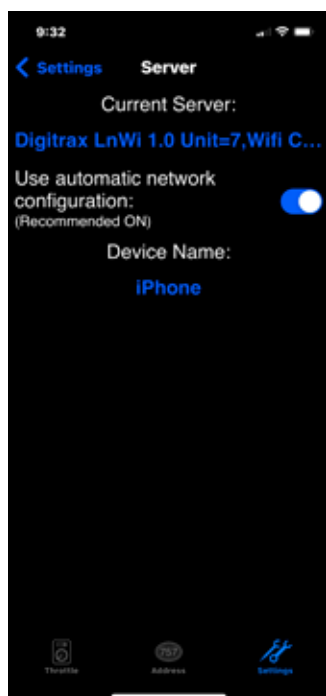 9:32
Settings
Server
Current Server:
Digitrax LnWi 1.0 Unit=7,Wifi C...
Use automatic network
configuration:
(Recommended ON)
Device Name:
iPhone
757
Throttle
Address
Settings